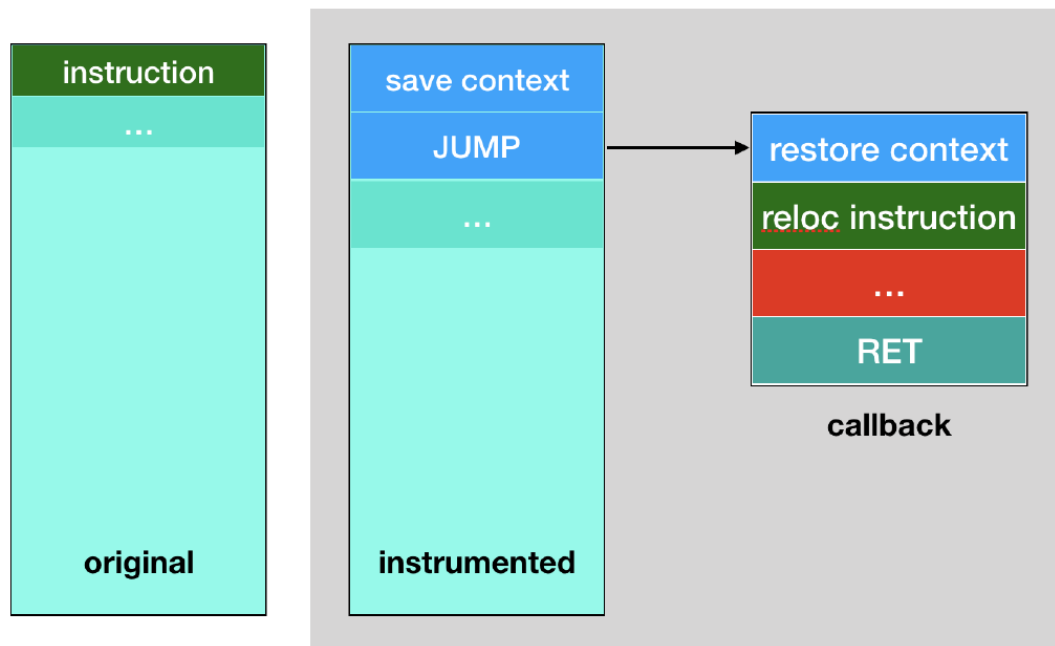 instruction
...
original
save context
JUMP
...
instrumented
restore context
reloc instruction
...
RET
callback